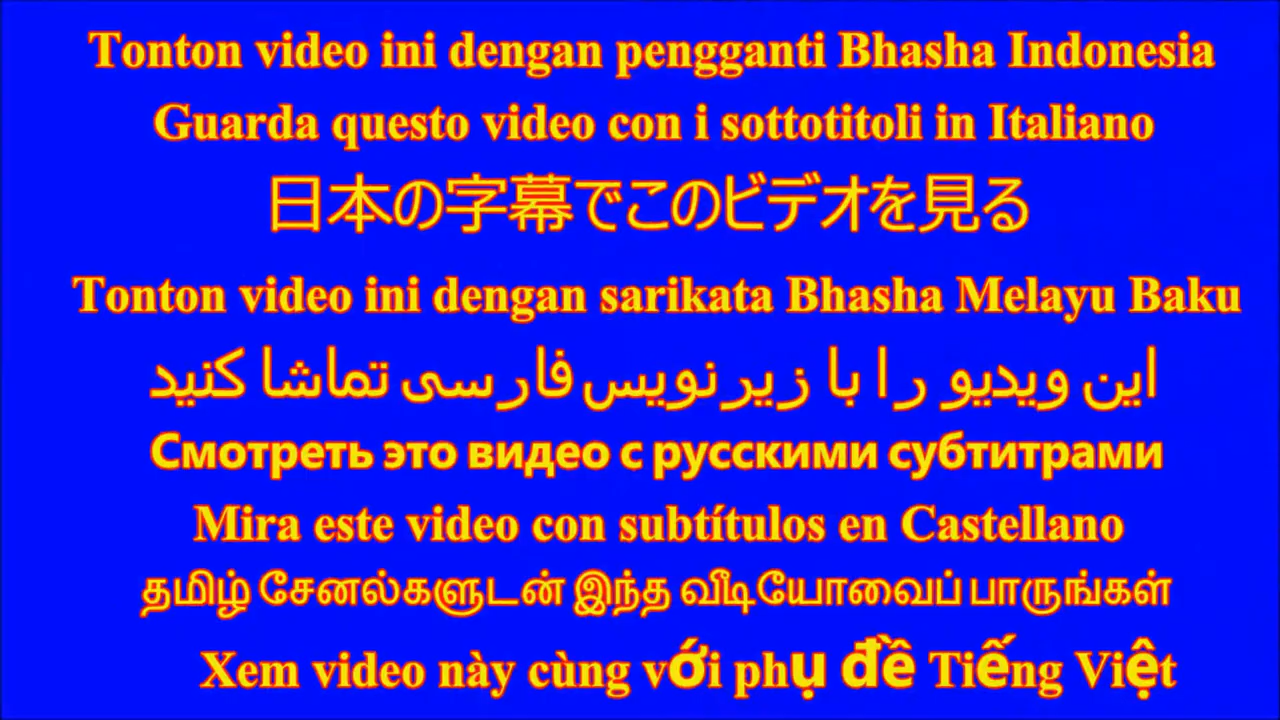 Tonton video ini dengan pengganti Bhasha Indonesia
Guarda questo video con i sottotitoli in Italiano
日本の字幕でこのビデオを見る
Tonton video ini dengan sarikata Bhasha Melayu Baku
این ویدیو را با زیرنویس فارسی تماشا کنید
Смотреть это видео с русскими субтитрами
Mira este video con subtítulos en Castellano
தமிழ் சேனல்களுடன் இந்த வீடியோவைப் பாருங்கள்
Xem video này cùng với phụ đề Tiếng Việt